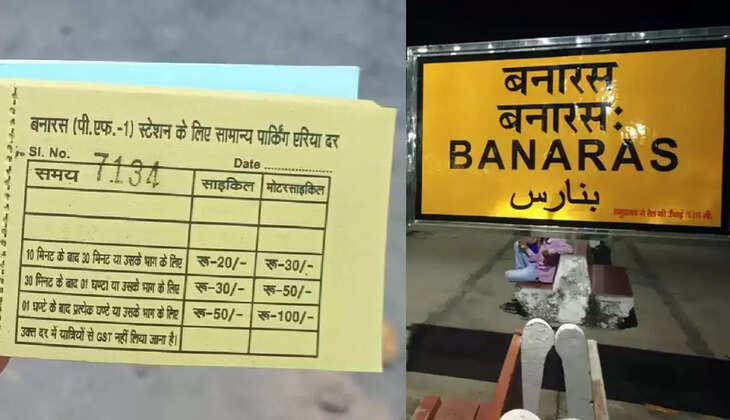 बनारस (पी.एफ.-1) स्टेशन के लिए सामान्य पार्किंग एरिया दर
Sl. No. 7134 Date ................
समय साइकिल मोटरसाइकिल
10 मिनट के बाद 30 मिनट या उसके भाग के लिए रू-20/- रू-30/-
30 मिनट के बाद 01 घण्टा या उसके भाग के लिए रू-30/- रू-50/-
01 घण्टे के बाद प्रत्येक घण्टे या उसके भाग के लिए रू-50/- रू-100/-
उक्त दर में यात्रियों से GST नहीं लिया जाना है।
बनारस
बनारसः
BANARAS
بنارس
समुद्रतल से रेल की ऊँचाई